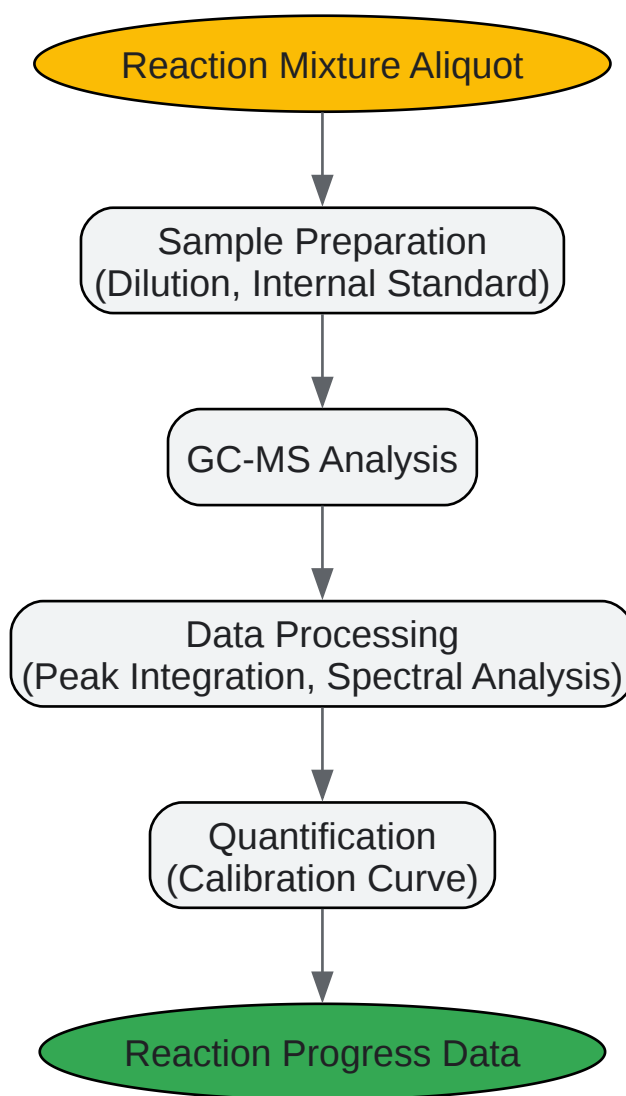 Reaction Mixture Aliquot
Sample Preparation
(Dilution, Internal Standard)
GC-MS Analysis
Data Processing
(Peak Integration, Spectral Analysis)
Quantification
(Calibration Curve)
Reaction Progress Data